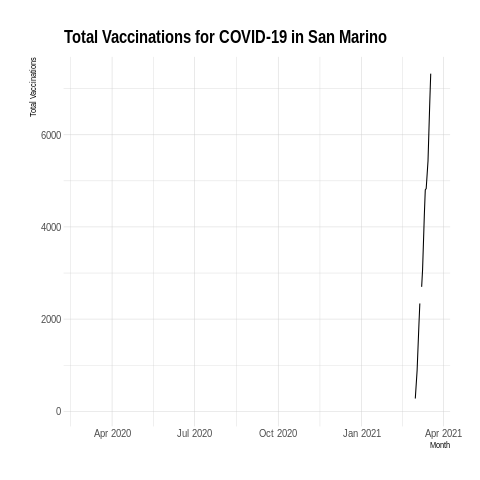 Total Vaccinations for COVID-19 in San Marino
Total Vaccinations
6000
4000
2000
0
Apr 2020 Jul 2020 Oct 2020 Jan 2021 Apr 2021
Month